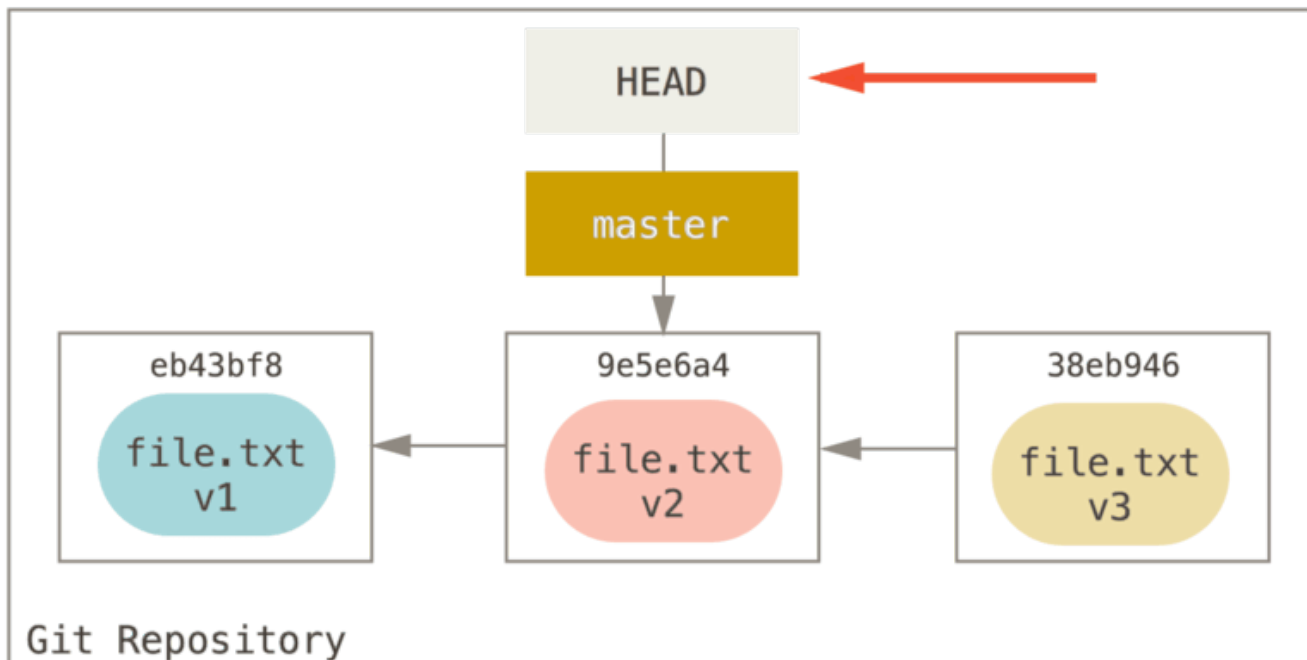 HEAD
master
eb43bf8
file.txt
v1
9e5e6a4
file.txt
v2
38eb946
file.txt
v3
Git Repository